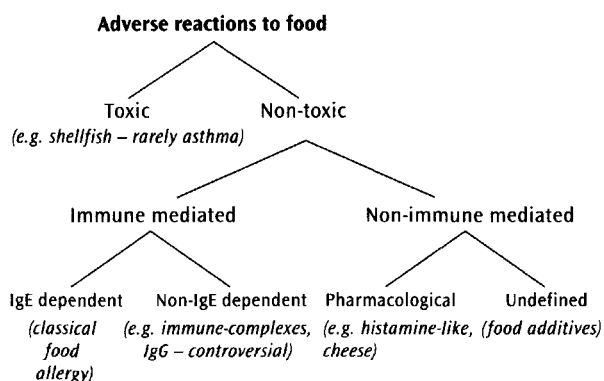 Adverse reactions to food
Toxic
(e.g. shellfish – rarely asthma)
Non-toxic
Immune mediated
Non-immune mediated
IgE dependent
(classical
food
allergy)
Non-IgE dependent
(e.g. immune-complexes,
IgG – controversial)
Pharmacological
(e.g. histamine-like,
cheese)
Undefined
(food additives)